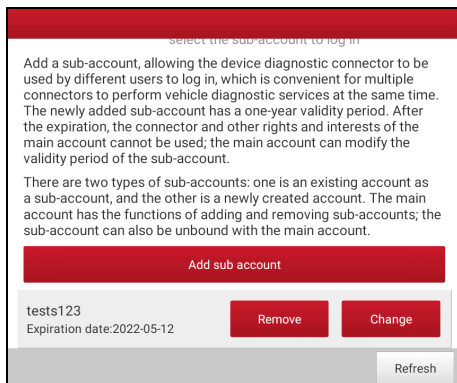 select the sub-account to log in
Add a sub-account, allowing the device diagnostic connector to be
used by different users to log in, which is convenient for multiple
connectors to perform vehicle diagnostic services at the same time.
The newly added sub-account has a one-year validity period. After
the expiration, the connector and other rights and interests of the
main account cannot be used; the main account can modify the
validity period of the sub-account.
There are two types of sub-accounts: one is an existing account as
a sub-account, and the other is a newly created account. The main
account has the functions of adding and removing sub-accounts; the
sub-account can also be unbound with the main account.
Add sub account
tests123
Expiration date:2022-05-12
Remove
Change
Refresh